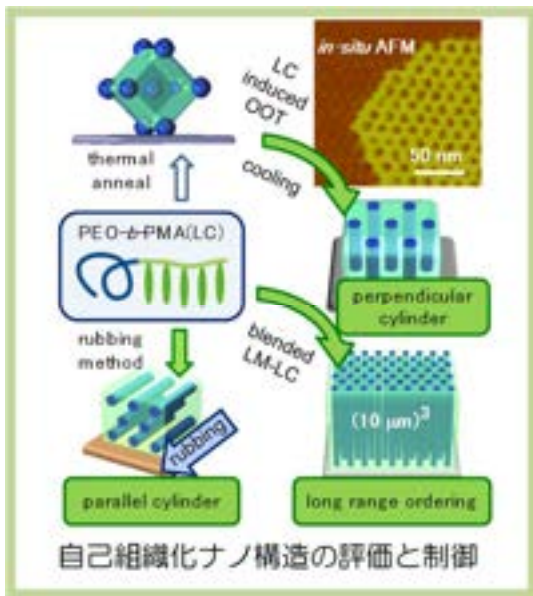 in-situ AFM
50 nm
LC
induced
OOT
cooling
thermal
anneal
PEO-b-PMA(LC)
perpendicular
cylinder
rubbing
method
blended
LM-LC
rubbing
(10 μm)³
parallel cylinder
long range ordering
自己組織化ナノ構造の評価と制御